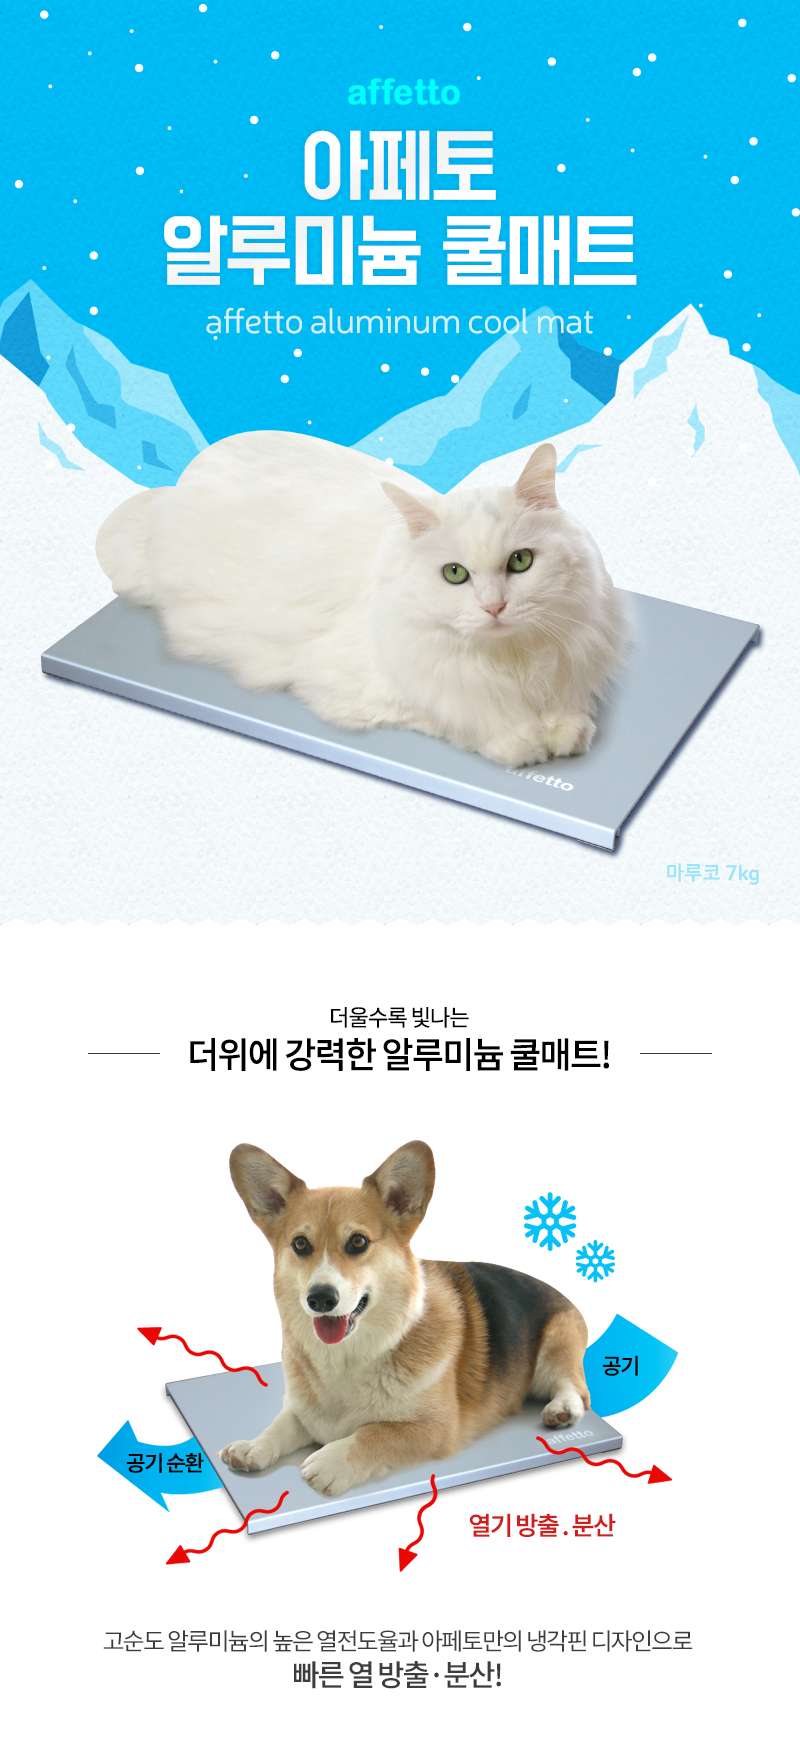 affetto
아페토
알루미늄 쿨매트
affetto aluminum cool mat
affetto
마루코 7kg
더울수록 빛나는
더위에 강력한 알루미늄 쿨매트!
공기
affetto
공기 순환
열기 방출 . 분산
고순도 알루미늄의 높은 열전도율과 아페토만의 냉각핀 디자인으로
빠른 열 방출 · 분산!